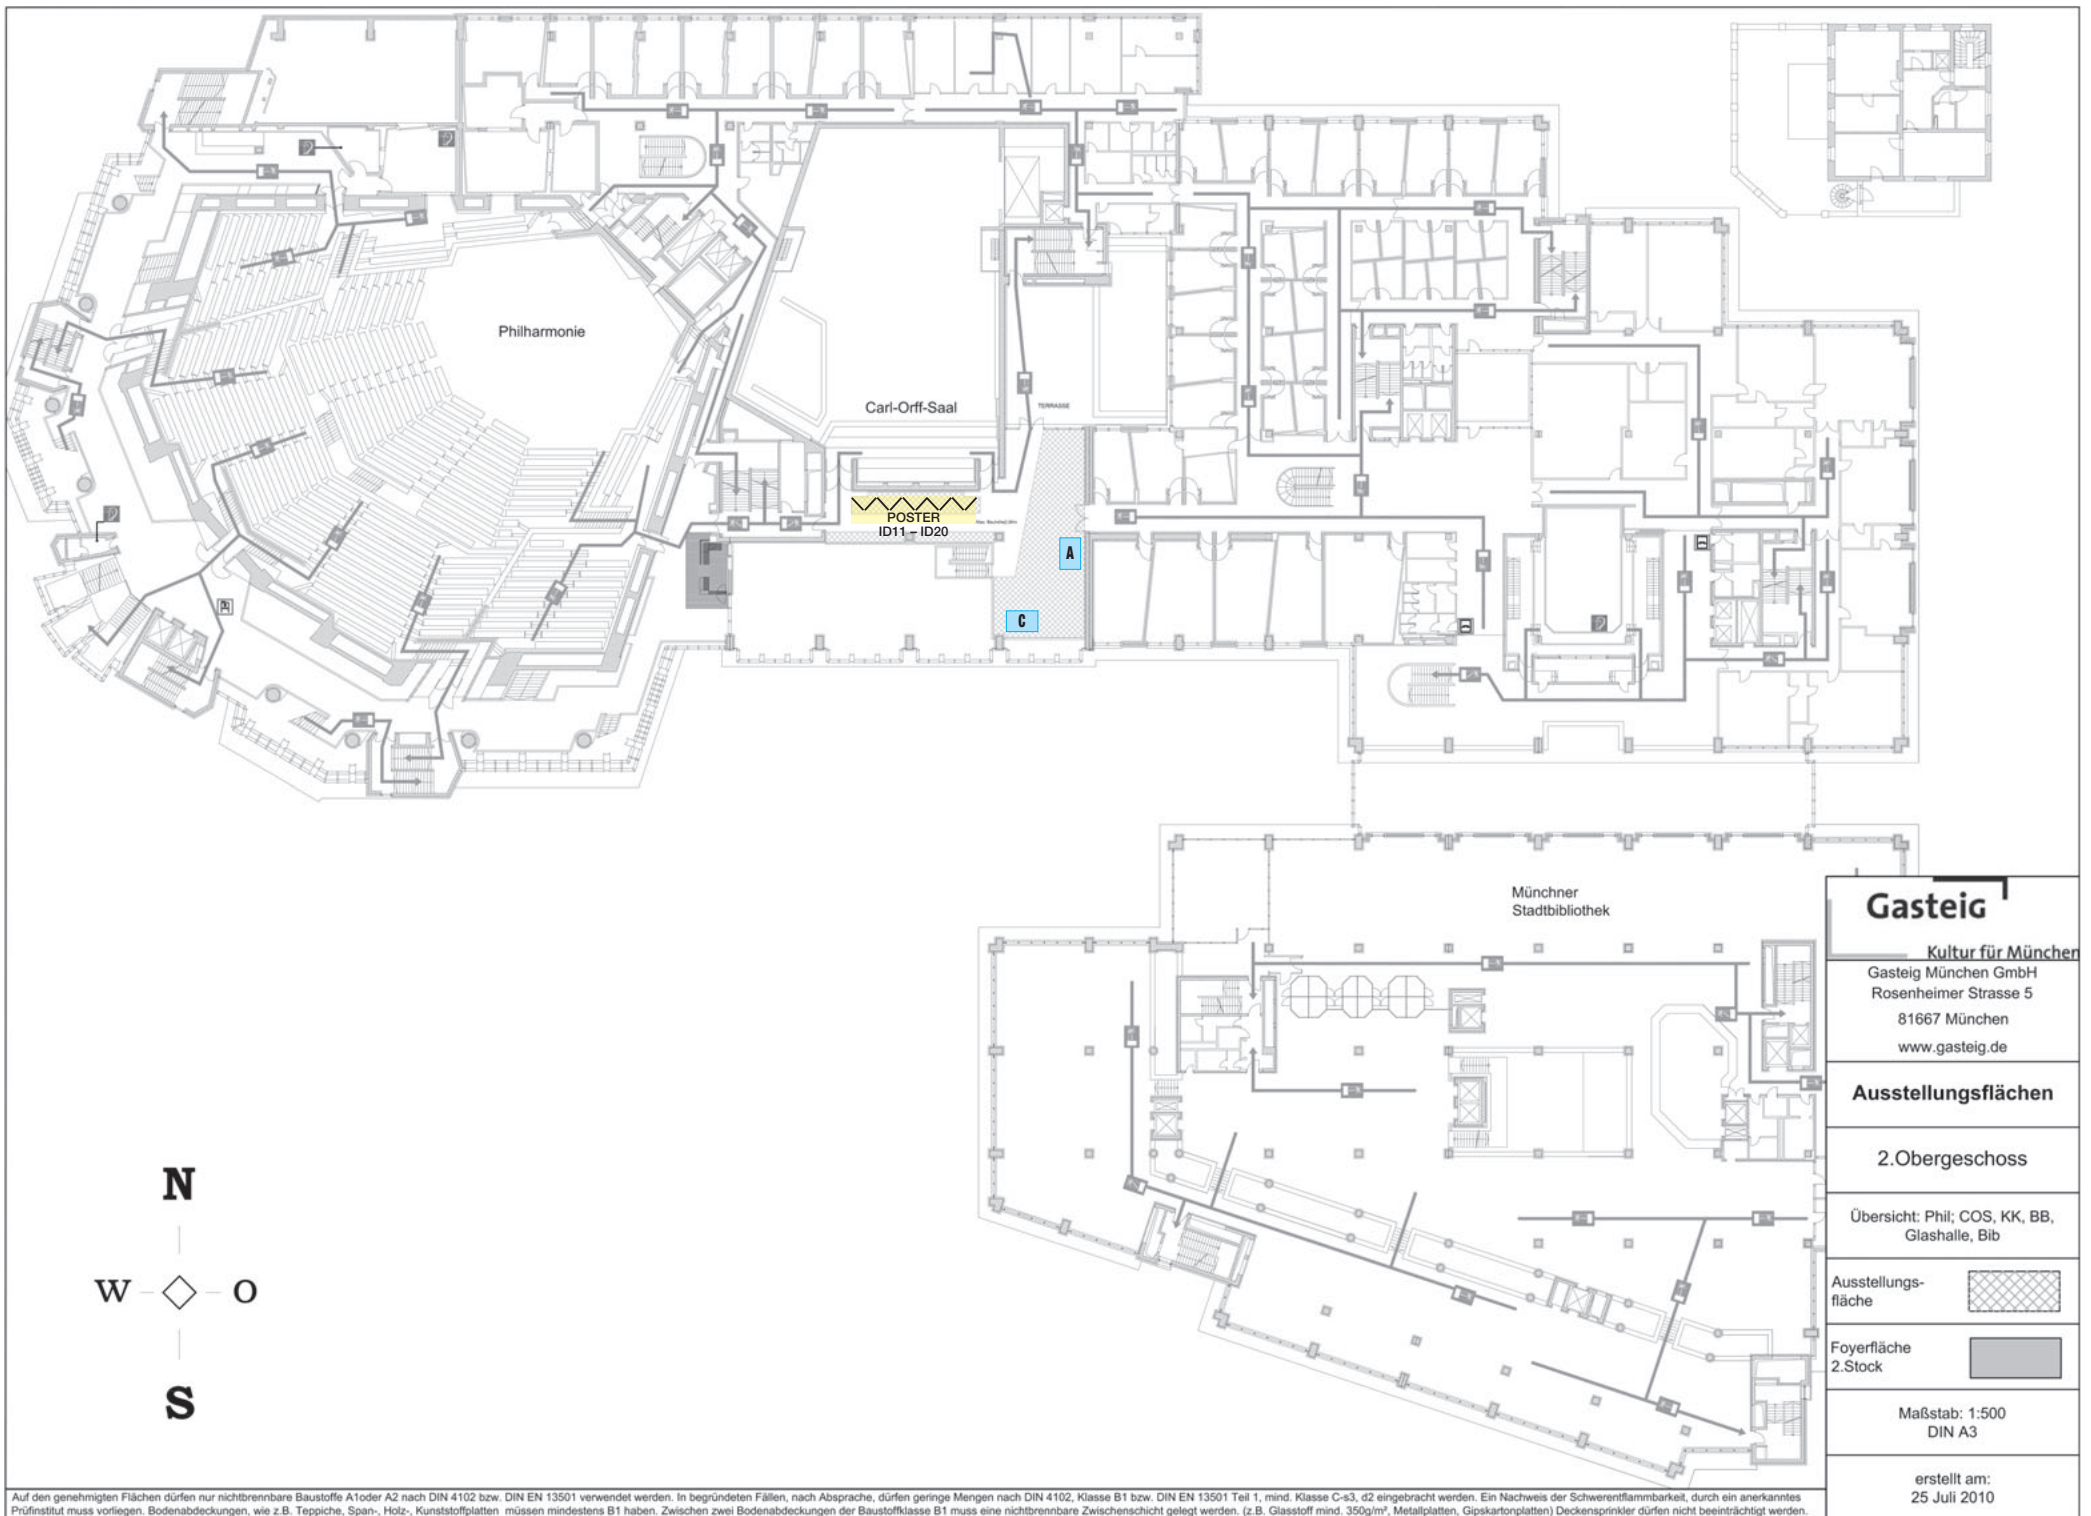 Philharmonie
Carl-Orff-Saal
TERRASSE
POSTER
ID11 – ID20
A
C
Münchner
Stadtbibliothek
N
W
O
S
Gasteig
Kultur für München
Gasteig München GmbH
Rosenheimer Strasse 5
81667 München
www.gasteig.de
Ausstellungsflächen
2.Obergeschoss
Übersicht: Phil; COS, KK, BB,
Glashalle, Bib
Ausstellungs-
fläche
Foyerfläche
2.Stock
Maßstab: 1:500
DIN A3
erstellt am:
25 Juli 2010
Auf den genehmigten Flächen dürfen nur nichtbrennbare Baustoffe A1oder A2 nach DIN 4102 bzw. DIN EN 13501 verwendet werden. In begründeten Fällen, nach Absprache, dürfen geringe Mengen nach DIN 4102, Klasse B1 bzw. DIN EN 13501 Teil 1, mind. Klasse C-s3, d2 eingebracht werden. Ein Nachweis der Schwerentflammbarkeit, durch ein anerkanntes
Prüfinstitut muss vorliegen. Bodenabdeckungen, wie z.B. Teppiche, Span-, Holz-, Kunststoffplatten müssen mindestens B1 haben. Zwischen zwei Bodenabdeckungen der Baustoffklasse B1 muss eine nichtbrennbare Zwischenschicht gelegt werden. (z.B. Glasstoff mind. 350g/m², Metallplatten, Gipskartonplatten) Deckensprinkler dürfen nicht beeinträchtigt werden.